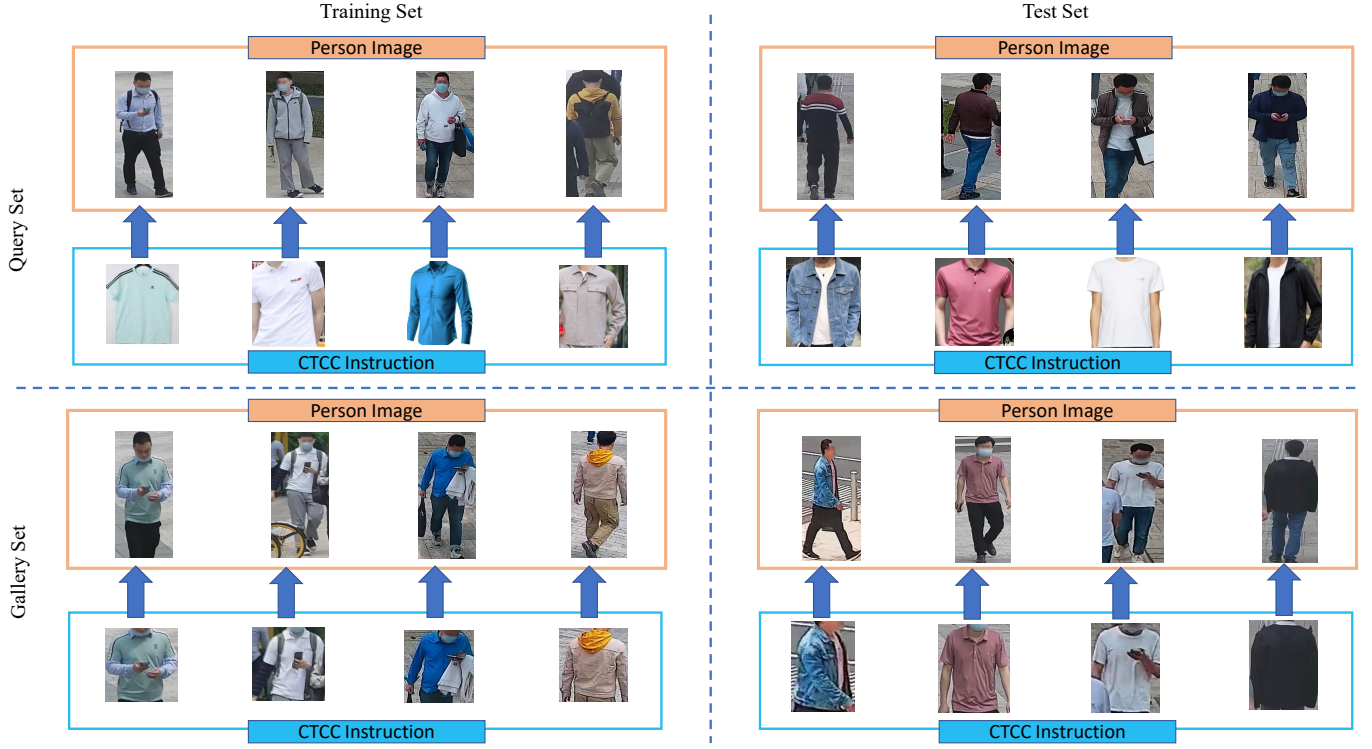 Training Set
Test Set
Person Image
Person Image
Query Set
CTCC Instruction
CTCC Instruction
Person Image
Person Image
Gallery Set
CTCC Instruction
CTCC Instruction